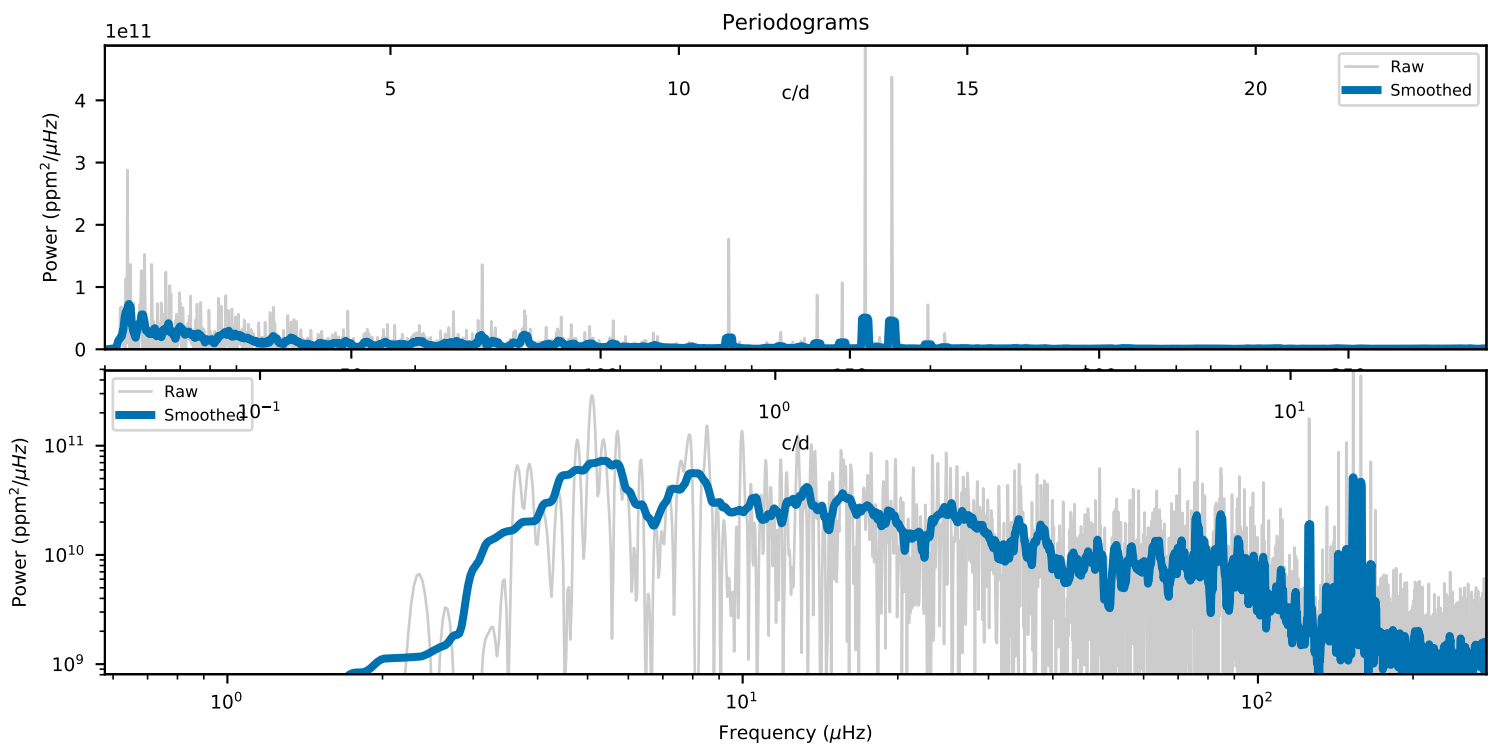 Periodograms
1e11
5 10 15 20
c/d
Raw
Smoothed
4
3
2
1
0
Power (ppm²/μHz)
Raw
Smoothed
10⁻¹ 10⁰ 10¹
c/d
10¹¹
10¹⁰
10⁹
Power (ppm²/μHz)
10⁰ 10¹ 10²
Frequency (μHz)